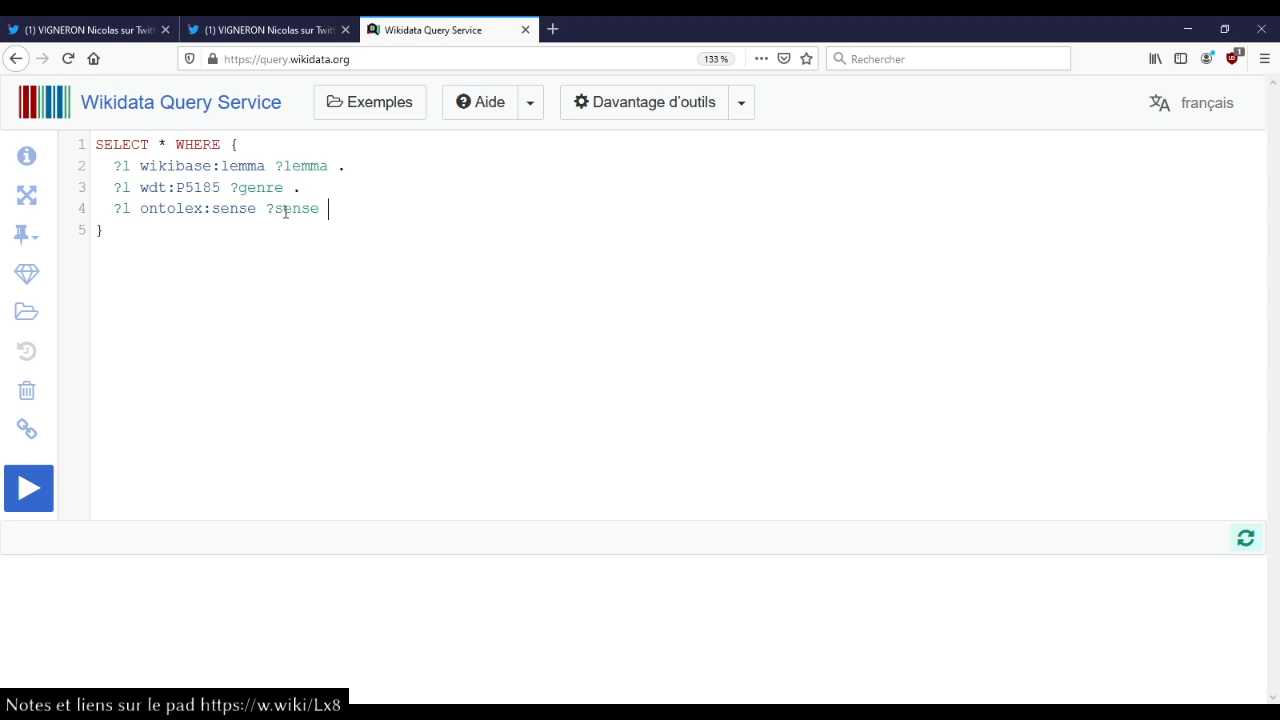 (1) VIGNERON Nicolas sur Twitt
(1) VIGNERON Nicolas sur Twitt
Wikidata Query Service
https://query.wikidata.org
133 %
Rechercher
1
Wikidata Query Service
Exemples
Aide
Davantage d'outils
français
1 SELECT * WHERE {
2 ?l wikibase:lemma ?lemma .
3 ?l wdt:P5185 ?genre .
4 ?l ontolex:sense ?sense
5 }
Notes et liens sur le pad https://w.wiki/Lx8